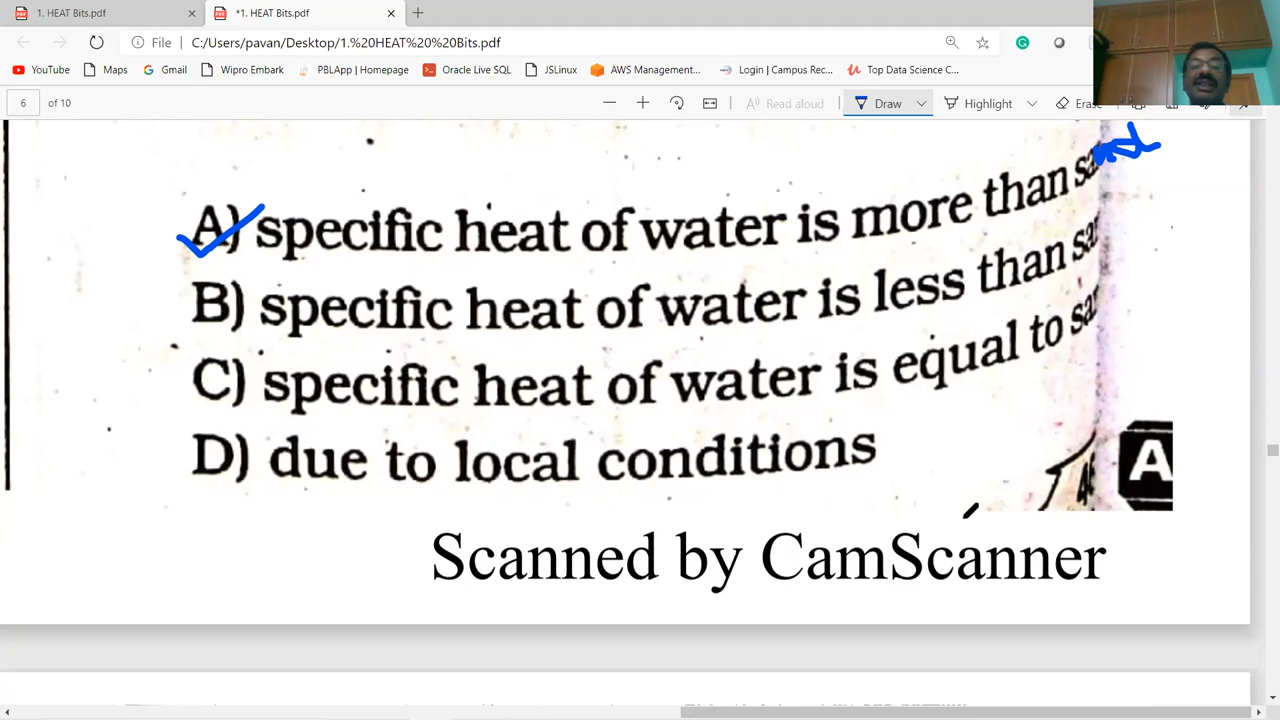 1. HEAT Bits.pdf
*1. HEAT Bits.pdf
File C:/Users/pavan/Desktop/1.%20HEAT%20%20Bits.pdf
YouTube Maps Gmail Wipro Embark PBLApp | Homepage Oracle Live SQL JSLinux AWS Management... Login | Campus Rec... Top Data Science C...
6 of 10 Read aloud Draw Highlight Erase
A) specific heat of water is more than sand
B) specific heat of water is less than
C) specific heat of water is equal to
D) due to local conditions
A
Scanned by CamScanner